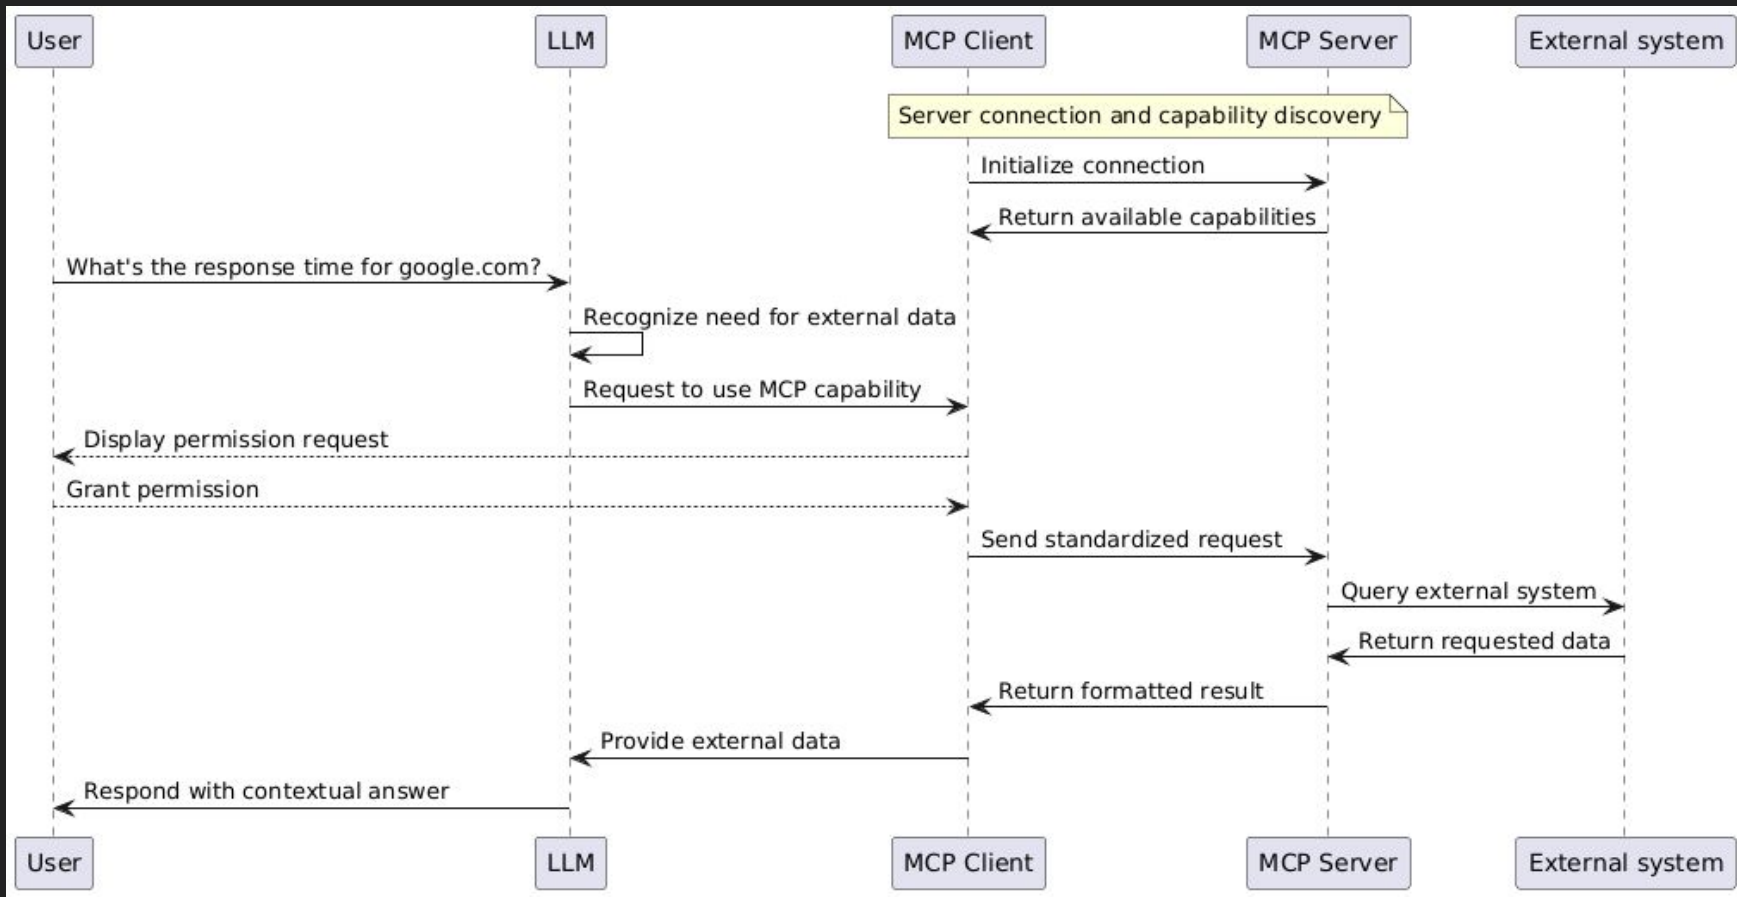 User
LLM
MCP Client
MCP Server
External system
Server connection and capability discovery
Initialize connection
Return available capabilities
What's the response time for google.com?
Recognize need for external data
Request to use MCP capability
Display permission request
Grant permission
Send standardized request
Query external system
Return requested data
Return formatted result
Provide external data
Respond with contextual answer
User
LLM
MCP Client
MCP Server
External system